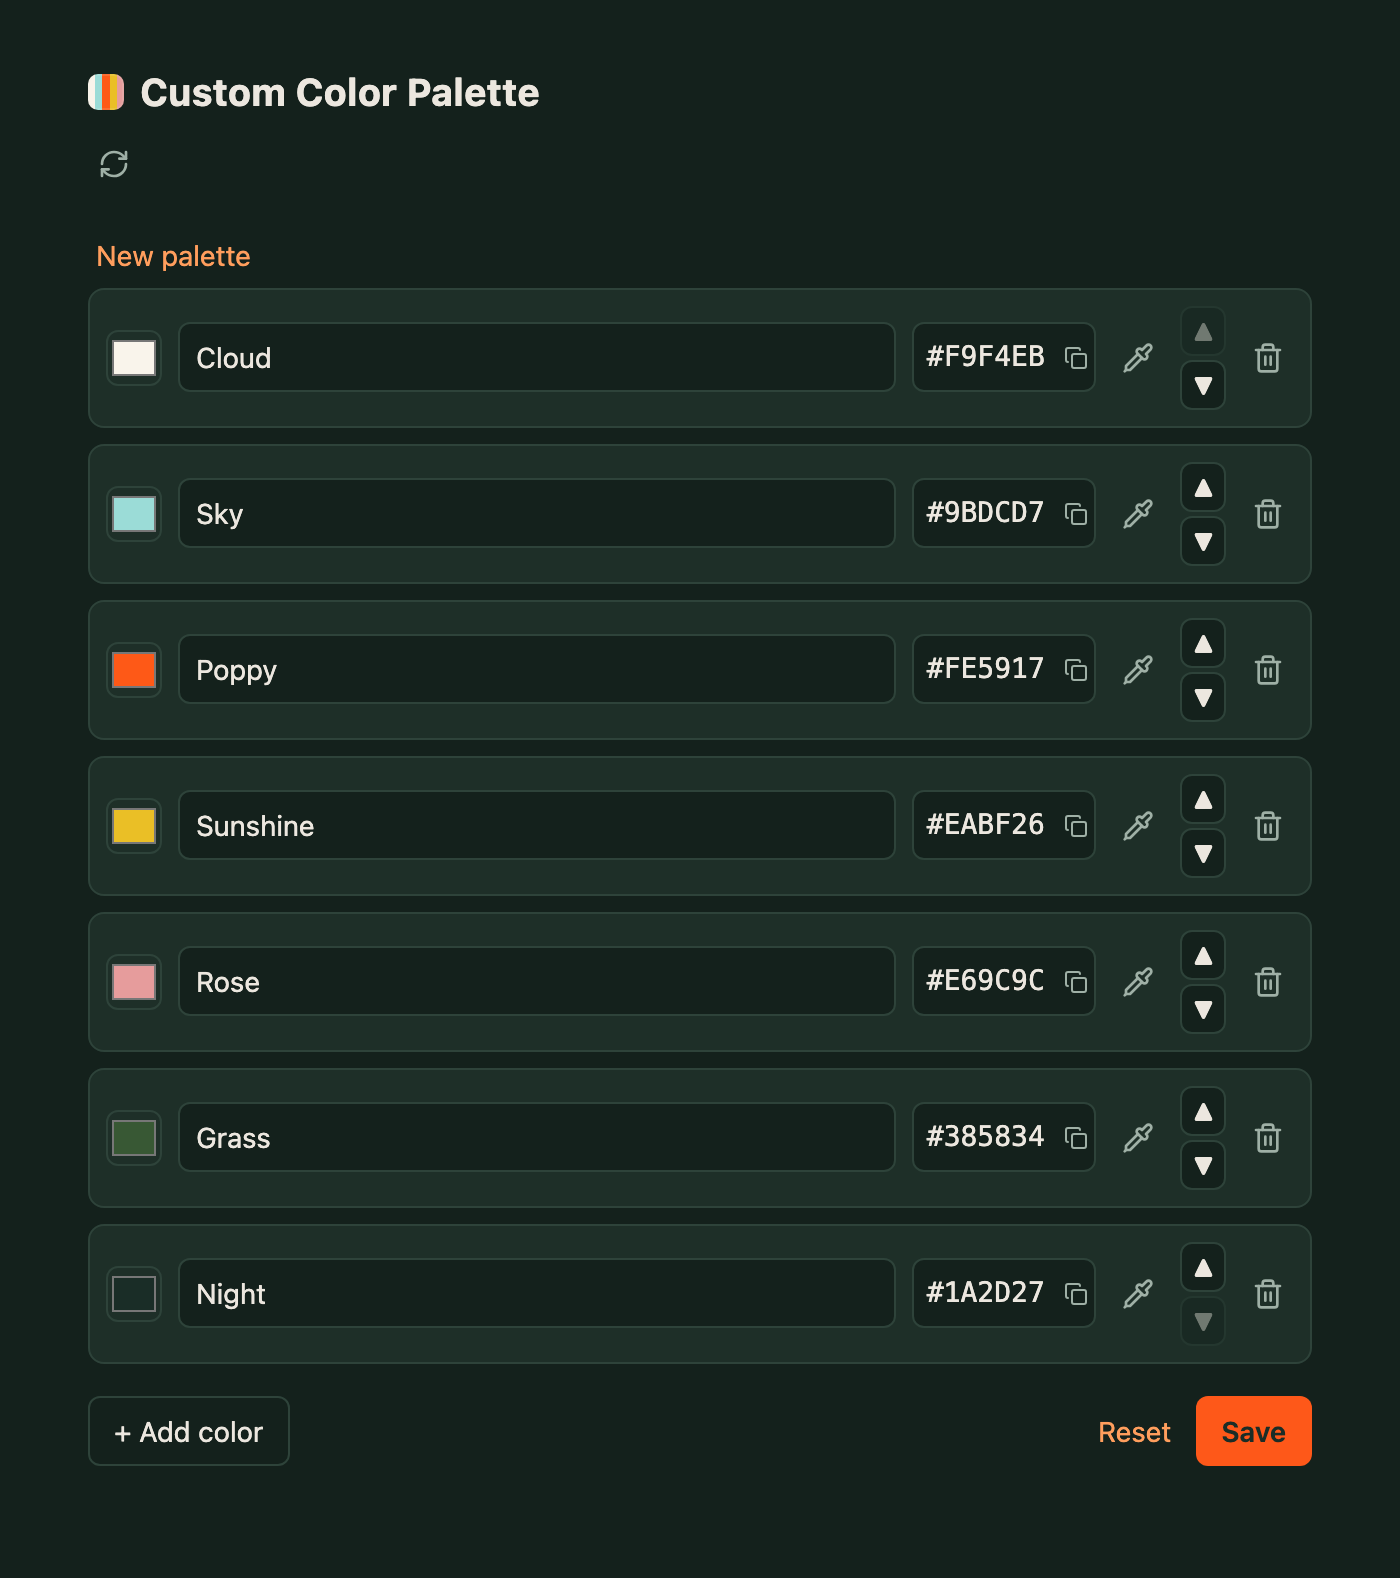 Custom Color Palette
New palette
Cloud #F9F4EB
Sky #9BDCD7
Poppy #FE5917
Sunshine #EABF26
Rose #E69C9C
Grass #385834
Night #1A2D27
+ Add color Reset Save